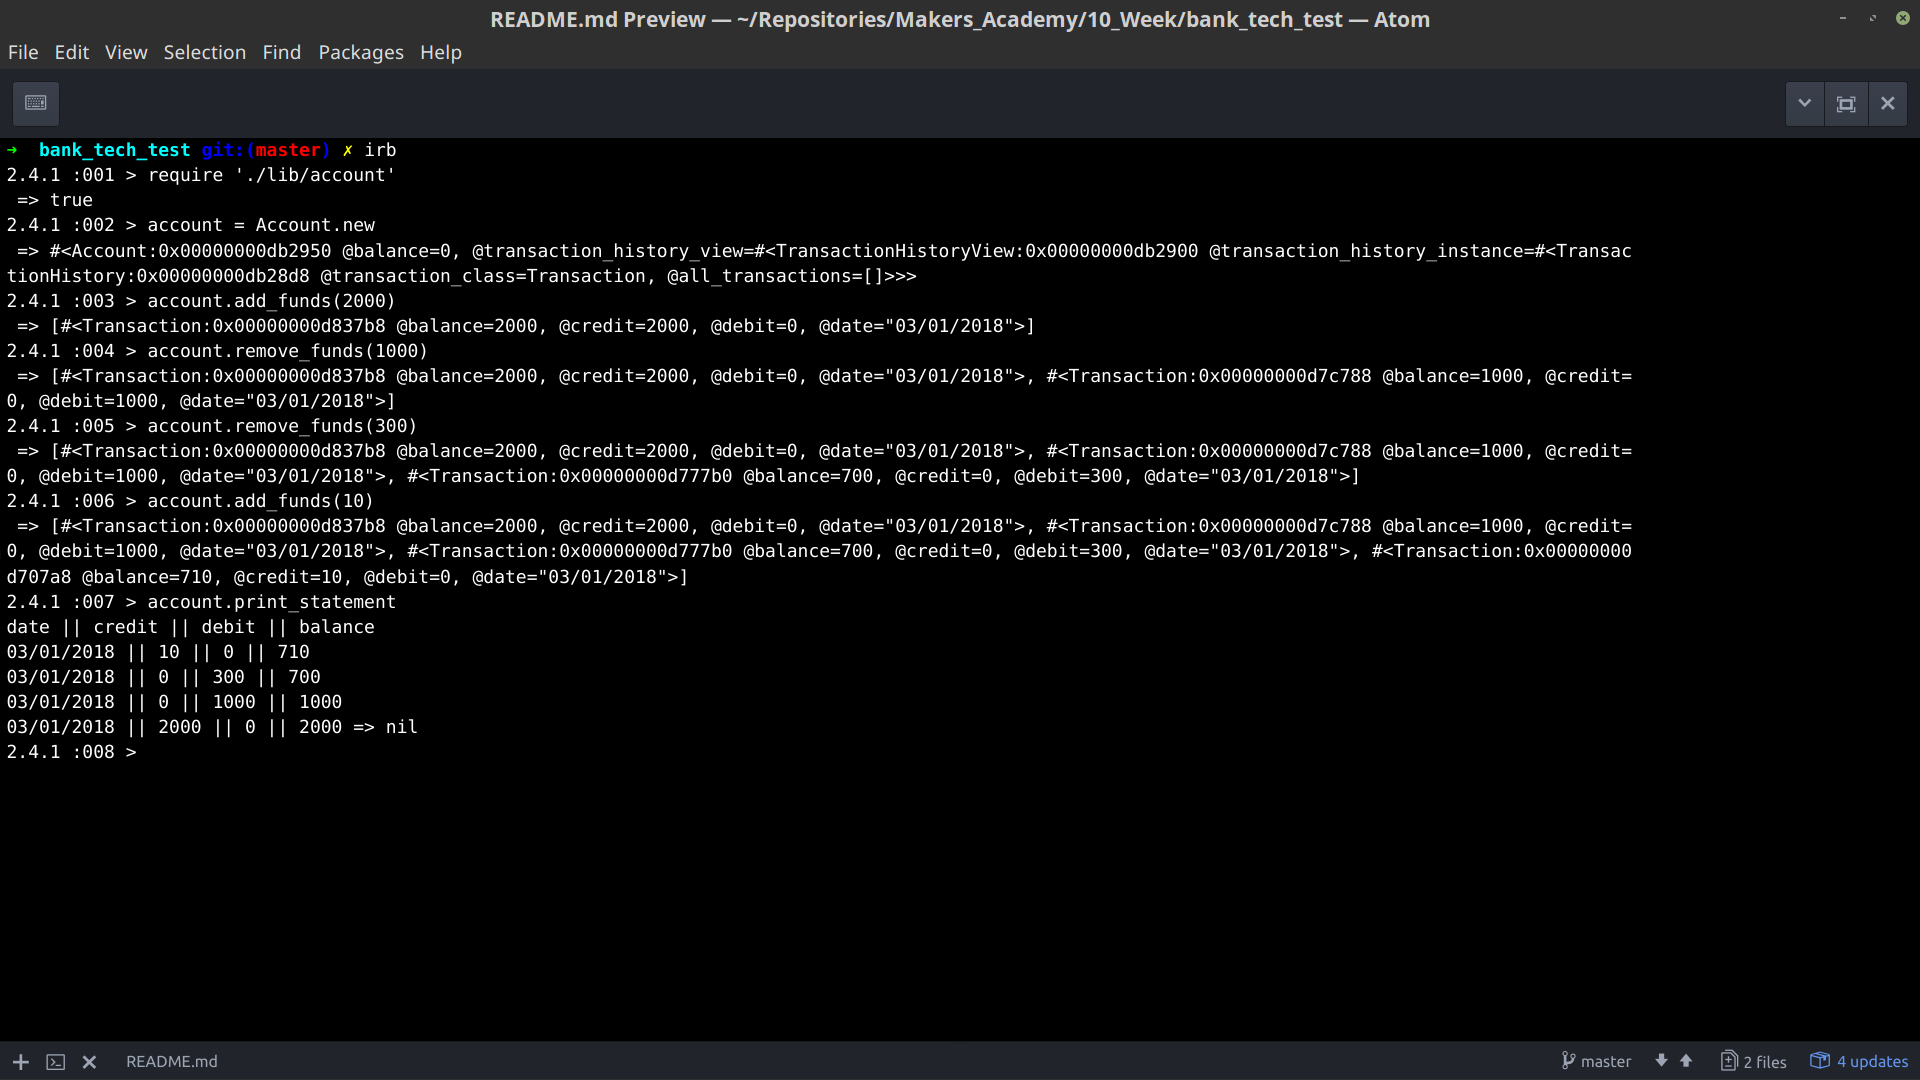 README.md Preview — ~/Repositories/Makers_Academy/10_Week/bank_tech_test — Atom
File Edit View Selection Find Packages Help
➜  bank_tech_test git:(master) ✗ irb
2.4.1 :001 > require './lib/account'
 => true
2.4.1 :002 > account = Account.new
 => #<Account:0x00000000db2950 @balance=0, @transaction_history_view=#<TransactionHistoryView:0x00000000db2900 @transaction_history_instance=#<Transac
tionHistory:0x00000000db28d8 @transaction_class=Transaction, @all_transactions=[]>>>
2.4.1 :003 > account.add_funds(2000)
 => [#<Transaction:0x00000000d837b8 @balance=2000, @credit=2000, @debit=0, @date="03/01/2018">]
2.4.1 :004 > account.remove_funds(1000)
 => [#<Transaction:0x00000000d837b8 @balance=2000, @credit=2000, @debit=0, @date="03/01/2018">, #<Transaction:0x00000000d7c788 @balance=1000, @credit=
0, @debit=1000, @date="03/01/2018">]
2.4.1 :005 > account.remove_funds(300)
 => [#<Transaction:0x00000000d837b8 @balance=2000, @credit=2000, @debit=0, @date="03/01/2018">, #<Transaction:0x00000000d7c788 @balance=1000, @credit=
0, @debit=1000, @date="03/01/2018">, #<Transaction:0x00000000d777b0 @balance=700, @credit=0, @debit=300, @date="03/01/2018">]
2.4.1 :006 > account.add_funds(10)
 => [#<Transaction:0x00000000d837b8 @balance=2000, @credit=2000, @debit=0, @date="03/01/2018">, #<Transaction:0x00000000d7c788 @balance=1000, @credit=
0, @debit=1000, @date="03/01/2018">, #<Transaction:0x00000000d777b0 @balance=700, @credit=0, @debit=300, @date="03/01/2018">, #<Transaction:0x00000000
d707a8 @balance=710, @credit=10, @debit=0, @date="03/01/2018">]
2.4.1 :007 > account.print_statement
date || credit || debit || balance
03/01/2018 || 10 || 0 || 710
03/01/2018 || 0 || 300 || 700
03/01/2018 || 0 || 1000 || 1000
03/01/2018 || 2000 || 0 || 2000 => nil
2.4.1 :008 >
README.md master 2 files 4 updates